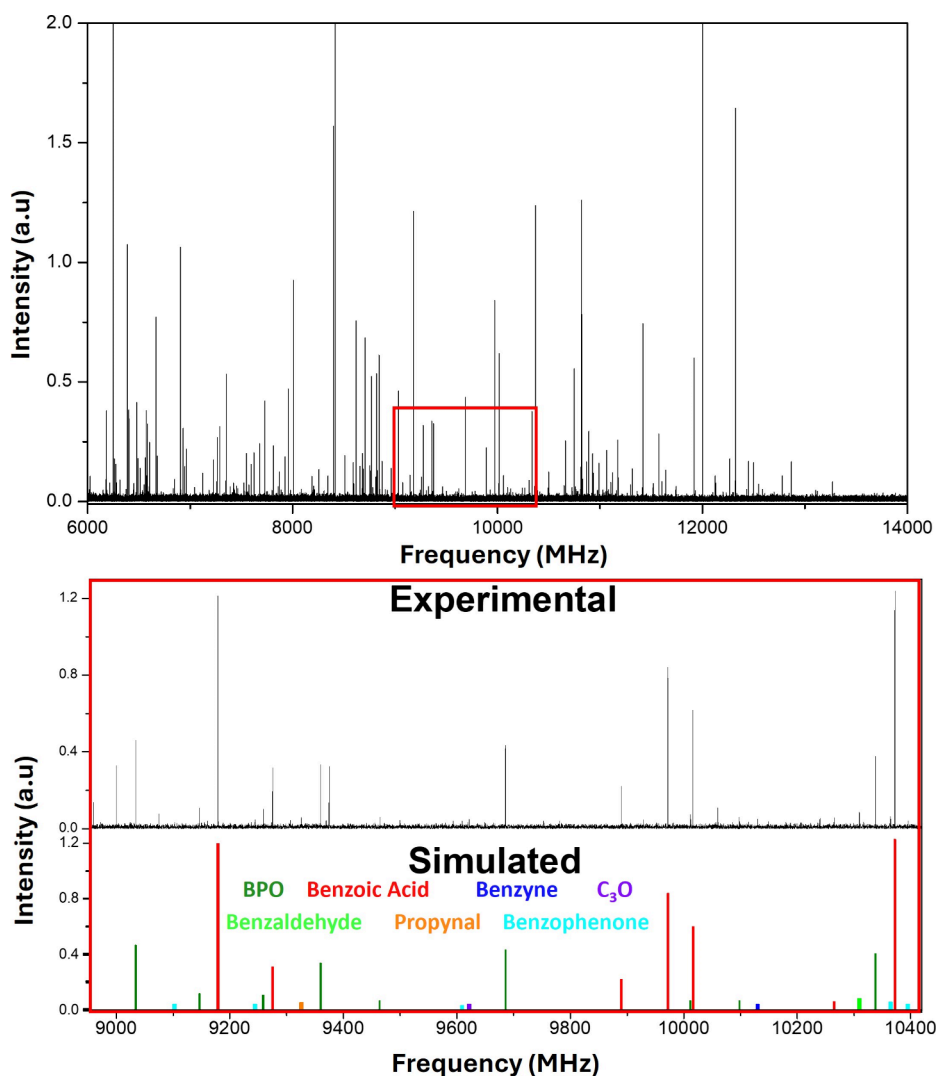 2.0
1.5
1.0
0.5
0.0
Intensity (a.u)
6000 8000 10000 12000 14000
Frequency (MHz)
Experimental
1.2
0.8
0.4
0.0
Intensity (a.u)
Simulated
1.2
BPO Benzoic Acid Benzyne C₃O
Benzaldehyde Propynal Benzophenone
0.8
0.4
0.0
9000 9200 9400 9600 9800 10000 10200 10400
Frequency (MHz)